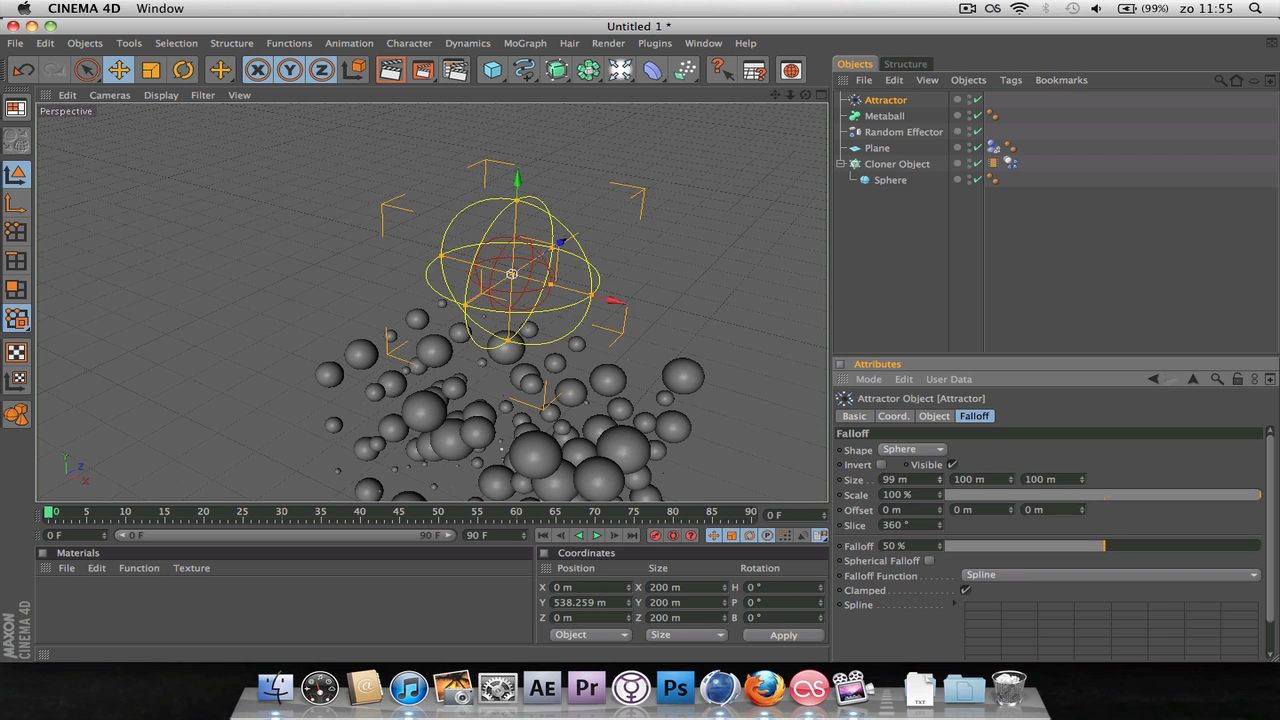 CINEMA 4D Window (99%) zo 11:55
Untitled 1 *
File Edit Objects Tools Selection Structure Functions Animation Character Dynamics MoGraph Hair Render Plugins Window Help
Objects Structure
File Edit View Objects Tags Bookmarks
Edit Cameras Display Filter View
Perspective
Attractor
Metaball
Random Effector
Plane
Cloner Object
Sphere
Y Z X
Attributes
Mode Edit User Data
Attractor Object [Attractor]
Basic Coord. Object Falloff
Falloff
Shape Sphere
Invert Visible
Size . . 99 m 100 m 100 m
Scale 100 %
Offset 0 m 0 m 0 m
Slice 360 °
Falloff 50 %
Spherical Falloff
Falloff Function Spline
Clamped
Spline
0 5 10 15 20 25 30 35 40 45 50 55 60 65 70 75 80 85 90 0 F
0 F 0 F 90 F 90 F
Materials
File Edit Function Texture
Coordinates
Position Size Rotation
X 0 m X 200 m H 0 °
Y 538.259 m Y 200 m P 0 °
Z 0 m Z 200 m B 0 °
Object Size Apply
MAXON
CINEMA 4D
AE Pr Ps TXT